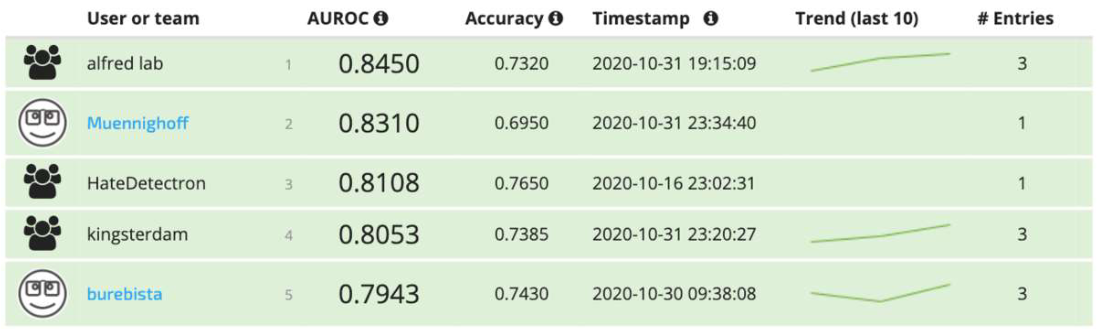 User or team AUROC Accuracy Timestamp Trend (last 10) # Entries
alfred lab 1 0.8450 0.7320 2020-10-31 19:15:09 3
Muennighoff 2 0.8310 0.6950 2020-10-31 23:34:40 1
HateDetectron 3 0.8108 0.7650 2020-10-16 23:02:31 1
kingsterdam 4 0.8053 0.7385 2020-10-31 23:20:27 3
burebista 5 0.7943 0.7430 2020-10-30 09:38:08 3